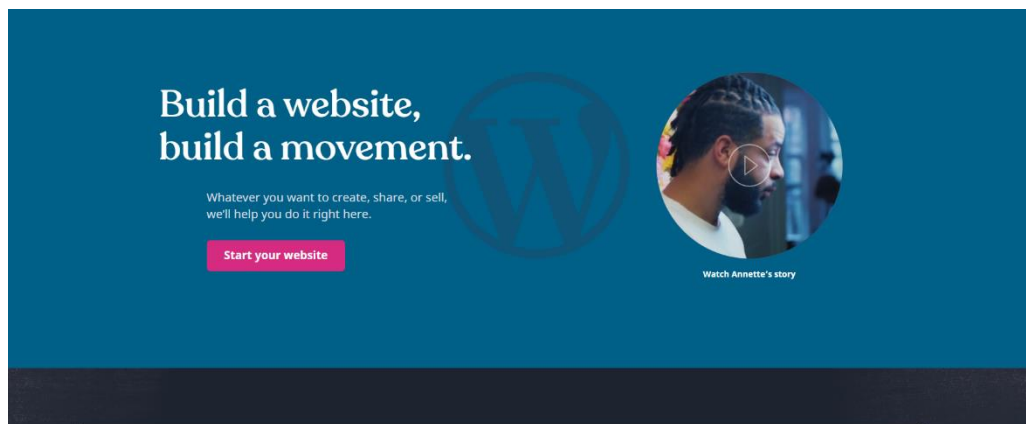 Build a website,
build a movement.
Whatever you want to create, share, or sell,
we'll help you do it right here.
Start your website
W
Watch Annette's story